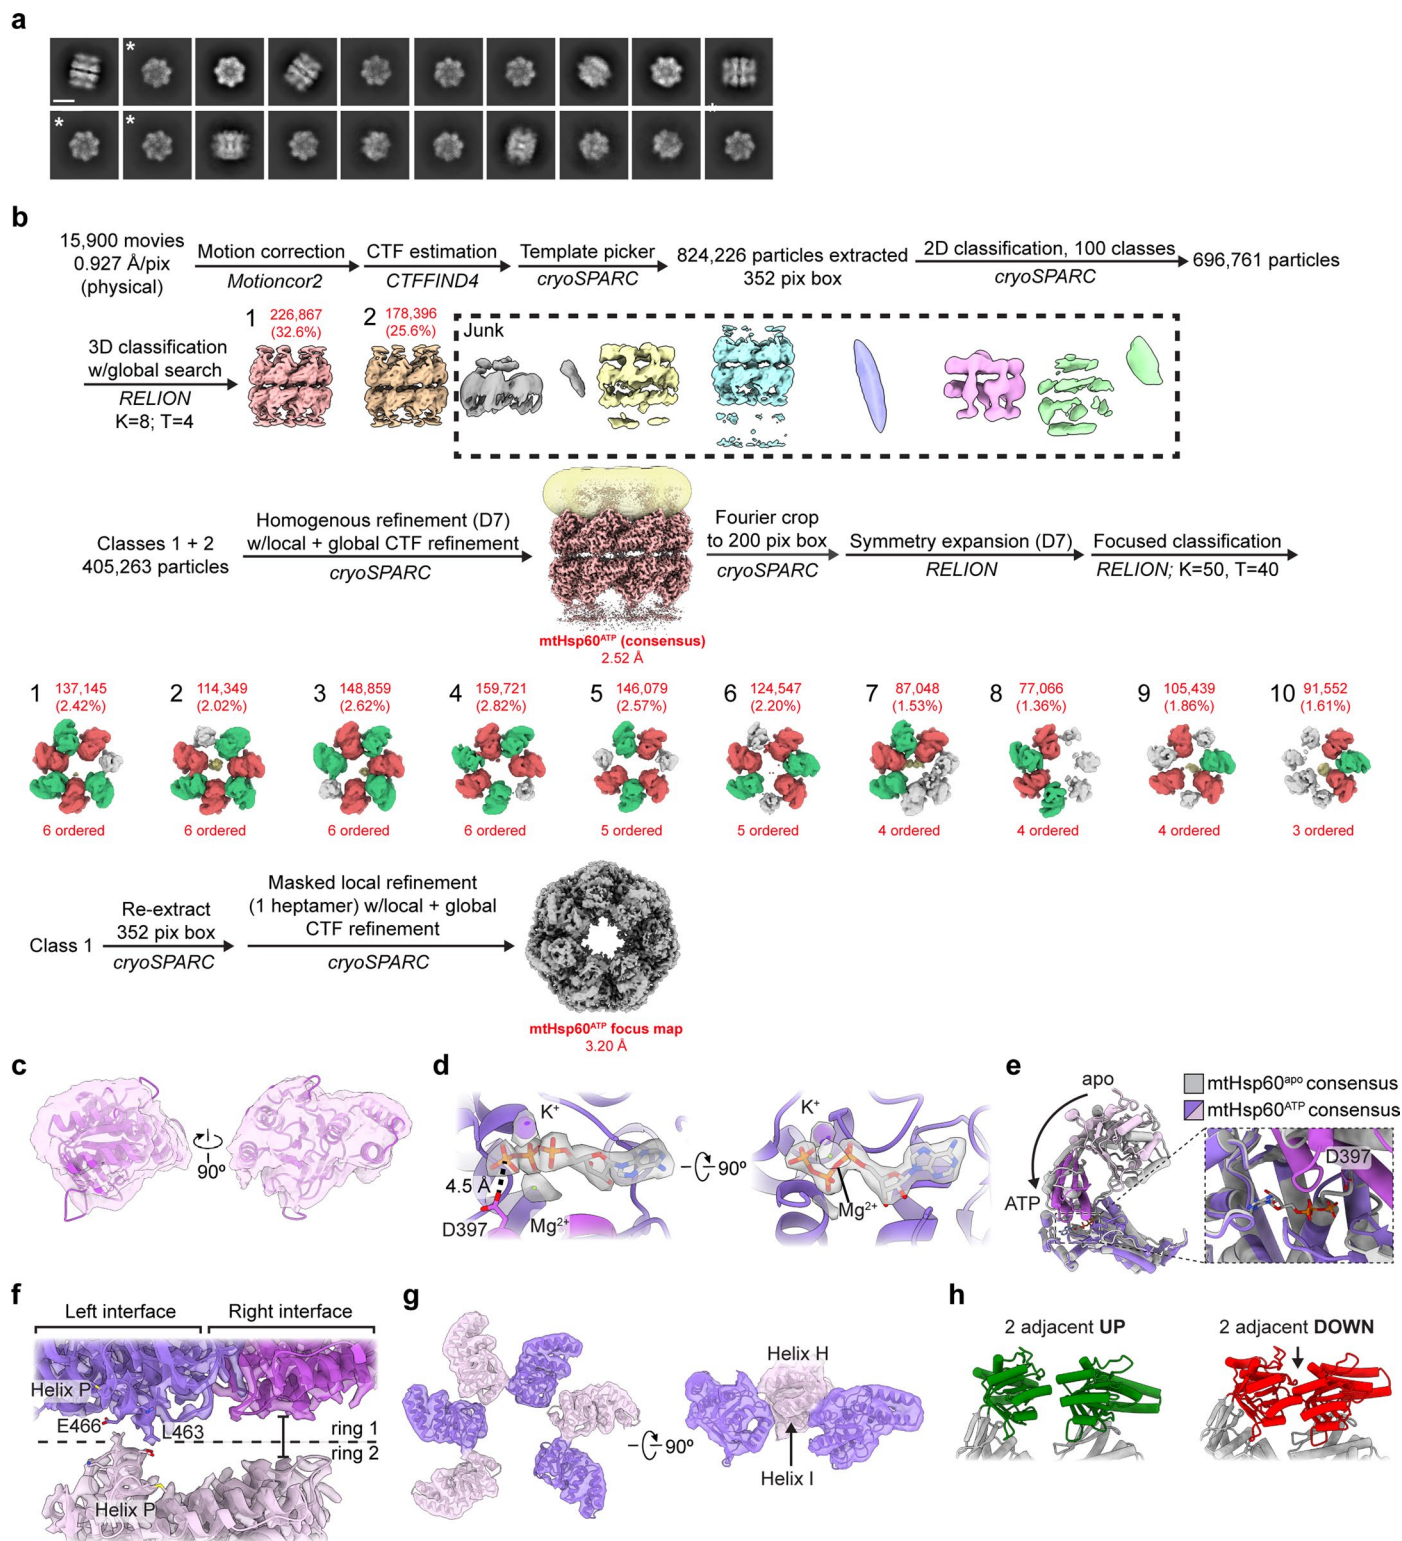 a
*
*
*
*
b
15,900 movies
0.927 Å/pix
(physical)
Motion correction
Motioncor2
CTF estimation
CTFFIND4
Template picker
cryoSPARC
824,226 particles extracted
352 pix box
2D classification, 100 classes
cryoSPARC
696,761 particles
3D classification
w/global search
RELION
K=8; T=4
1 226,867
(32.6%)
2 178,396
(25.6%)
Junk
Classes 1 + 2
405,263 particles
Homogenous refinement (D7)
w/local + global CTF refinement
cryoSPARC
mtHsp60ᴬᵀᴾ (consensus)
2.52 Å
Fourier crop
to 200 pix box
cryoSPARC
Symmetry expansion (D7)
RELION
Focused classification
RELION; K=50, T=40
1 137,145
(2.42%)
6 ordered
2 114,349
(2.02%)
6 ordered
3 148,859
(2.62%)
6 ordered
4 159,721
(2.82%)
6 ordered
5 146,079
(2.57%)
5 ordered
6 124,547
(2.20%)
5 ordered
7 87,048
(1.53%)
4 ordered
8 77,066
(1.36%)
4 ordered
9 105,439
(1.86%)
4 ordered
10 91,552
(1.61%)
3 ordered
Class 1
Re-extract
352 pix box
cryoSPARC
Masked local refinement
(1 heptamer) w/local + global
CTF refinement
cryoSPARC
mtHsp60ᴬᵀᴾ focus map
3.20 Å
c
90º
d
K⁺
4.5 Å
D397
Mg²⁺
90º
K⁺
Mg²⁺
e
apo
ATP
mtHsp60ᵃᵖᵒ consensus
mtHsp60ᴬᵀᴾ consensus
D397
f
Left interface
Right interface
Helix P
E466
L463
ring 1
ring 2
Helix P
g
90º
Helix H
Helix I
h
2 adjacent UP
2 adjacent DOWN